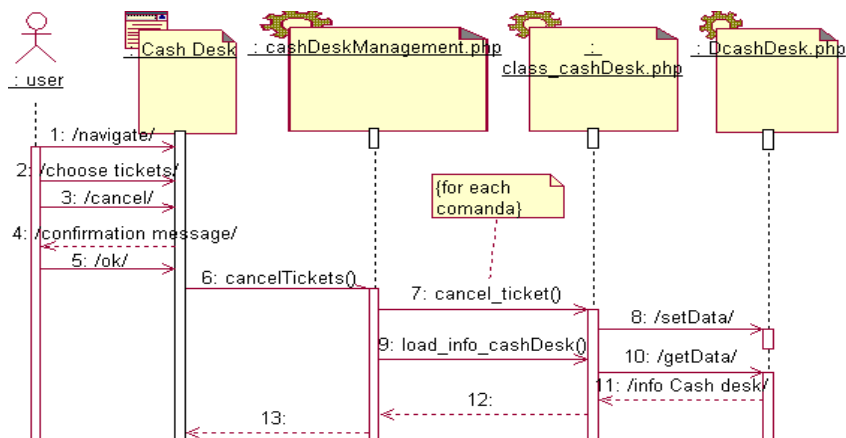 : Cash Desk
: cashDeskManagement.php
:
class_cashDesk.php
: DcashDesk.php
: user
1: /navigate/
2: /choose tickets/
3: /cancel/
{for each
comanda}
4: /confirmation message/
5: /ok/
6: cancelTickets()
7: cancel_ticket()
8: /setData/
9: load_info_cashDesk()
10: /getData/
11: /info Cash desk/
12:
13: